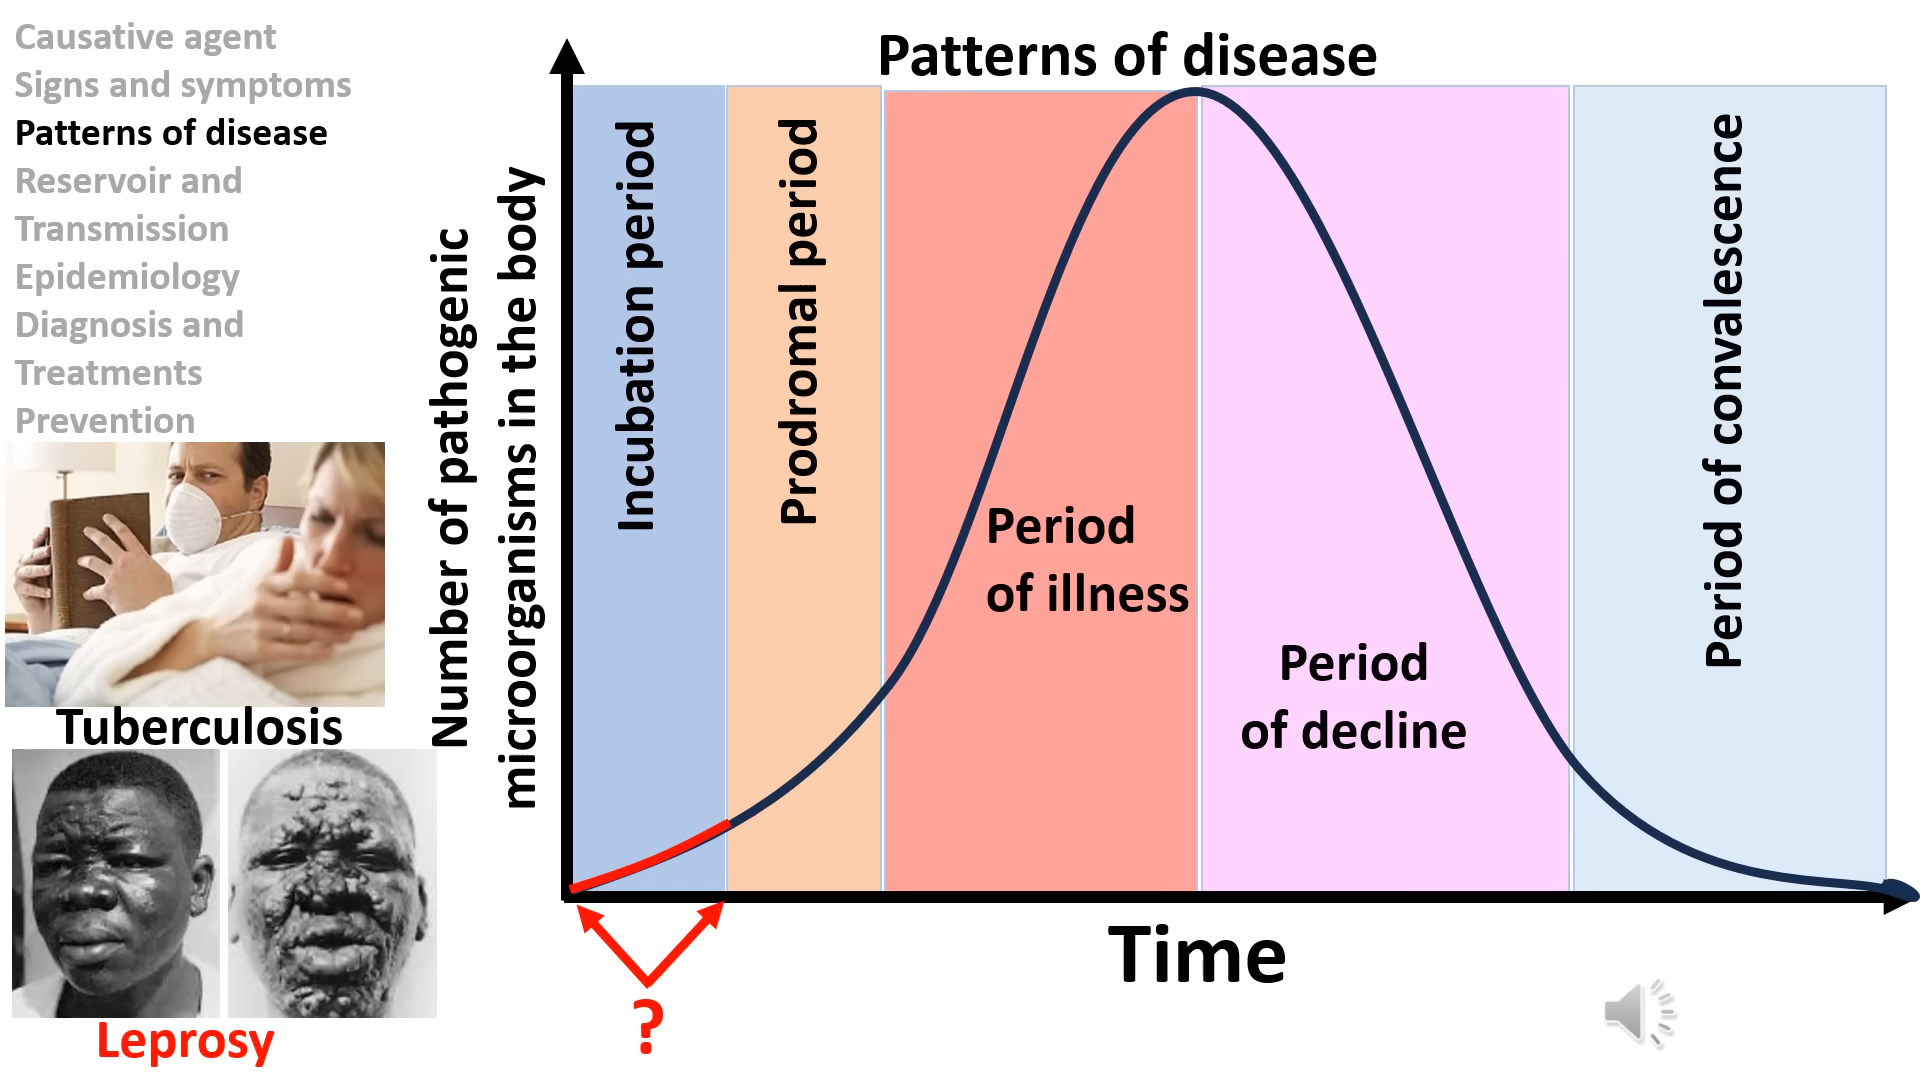 Causative agent
Signs and symptoms
Patterns of disease
Reservoir and
Transmission
Epidemiology
Diagnosis and
Treatments
Prevention
Tuberculosis
Leprosy
Patterns of disease
Number of pathogenic
microorganisms in the body
Incubation period
Prodromal period
Period
of illness
Period
of decline
Period of convalescence
Time
?